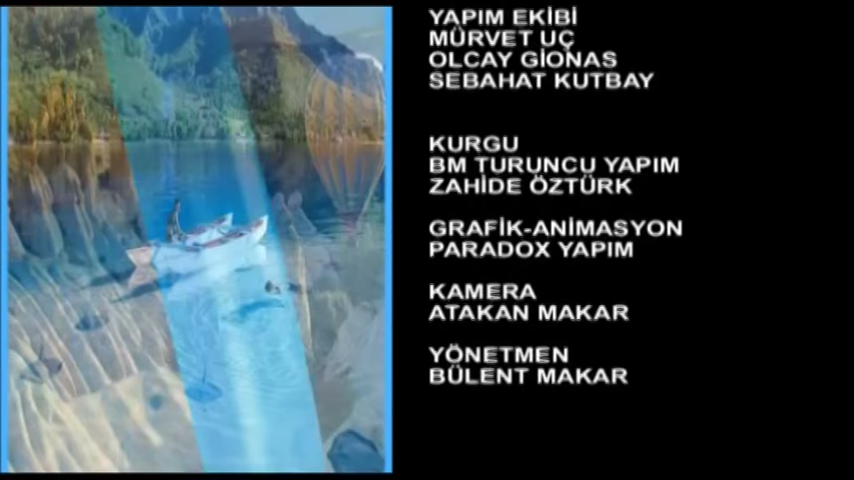 YAPIM EKİBİ
MÜRVET UÇ
OLCAY GİONAS
SEBAHAT KUTBAY
KURGU
BM TURUNCU YAPIM
ZAHİDE ÖZTÜRK
GRAFİK-ANİMASYON
PARADOX YAPIM
KAMERA
ATAKAN MAKAR
YÖNETMEN
BÜLENT MAKAR